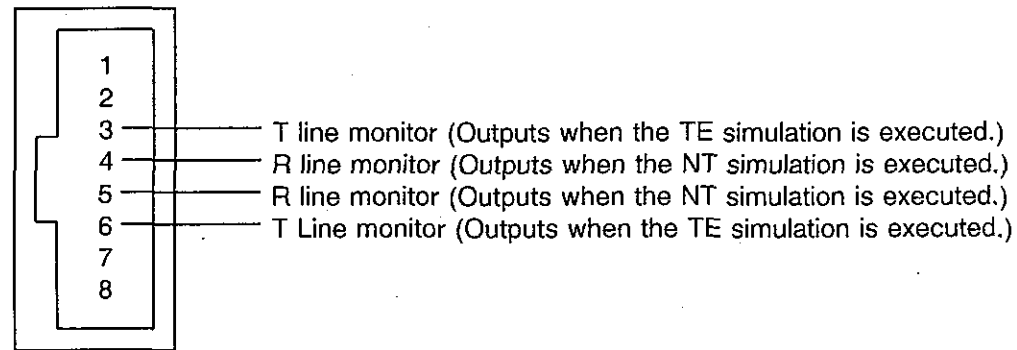 1
2
3 T line monitor (Outputs when the TE simulation is executed.)
4 R line monitor (Outputs when the NT simulation is executed.)
5 R line monitor (Outputs when the NT simulation is executed.)
6 T Line monitor (Outputs when the TE simulation is executed.)
7
8